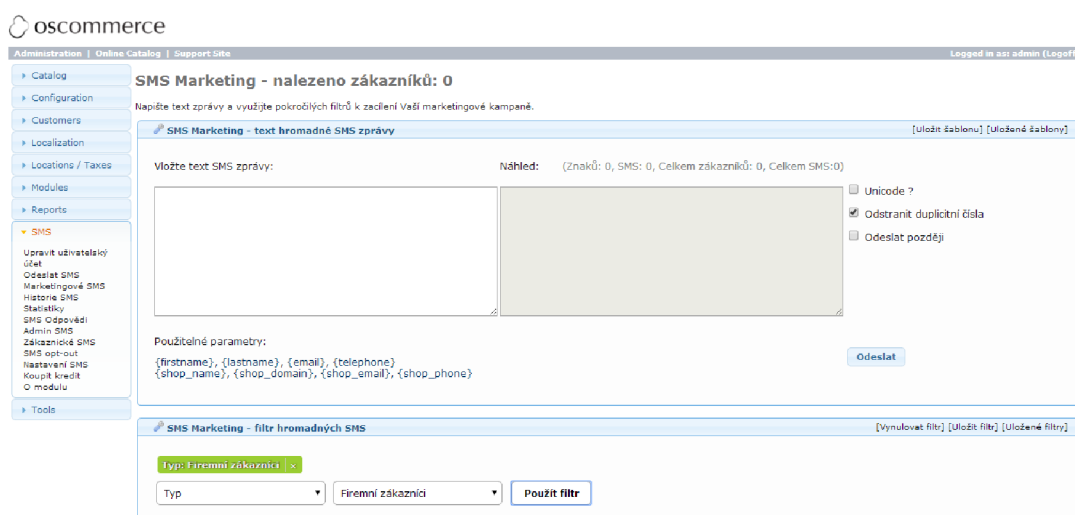 oscommerce
Administration | Online Catalog | Support Site
Logged in as: admin (Logoff
Catalog
Configuration
Customers
Localization
Locations / Taxes
Modules
Reports
SMS
Upravit uživatelský
účet
Odeslat SMS
Marketingové SMS
Historie SMS
Statistiky
SMS Odpovědi
Admin SMS
Zákaznické SMS
SMS opt-out
Nastavení SMS
Koupit kredit
O modulu
Tools
SMS Marketing - nalezeno zákazníků: 0
Napište text zprávy a využijte pokročilých filtrů k zacílení Vaší marketingové kampaně.
SMS Marketing - text hromadné SMS zprávy
[Uložit šablonu] [Uložené šablony]
Vložte text SMS zprávy:
Náhled: (Znaků: 0, SMS: 0, Celkem zákazníků: 0, Celkem SMS:0)
Unicode ?
Odstranit duplicitní čísla
Odeslat později
Použitelné parametry:
{firstname}, {lastname}, {email}, {telephone}
{shop_name}, {shop_domain}, {shop_email}, {shop_phone}
Odeslat
SMS Marketing - filtr hromadných SMS
[Vynulovat filtr] [Uložit filtr] [Uložené filtry]
Typ: Firemní zákazníci x
Typ
Firemní zákazníci
Použít filtr